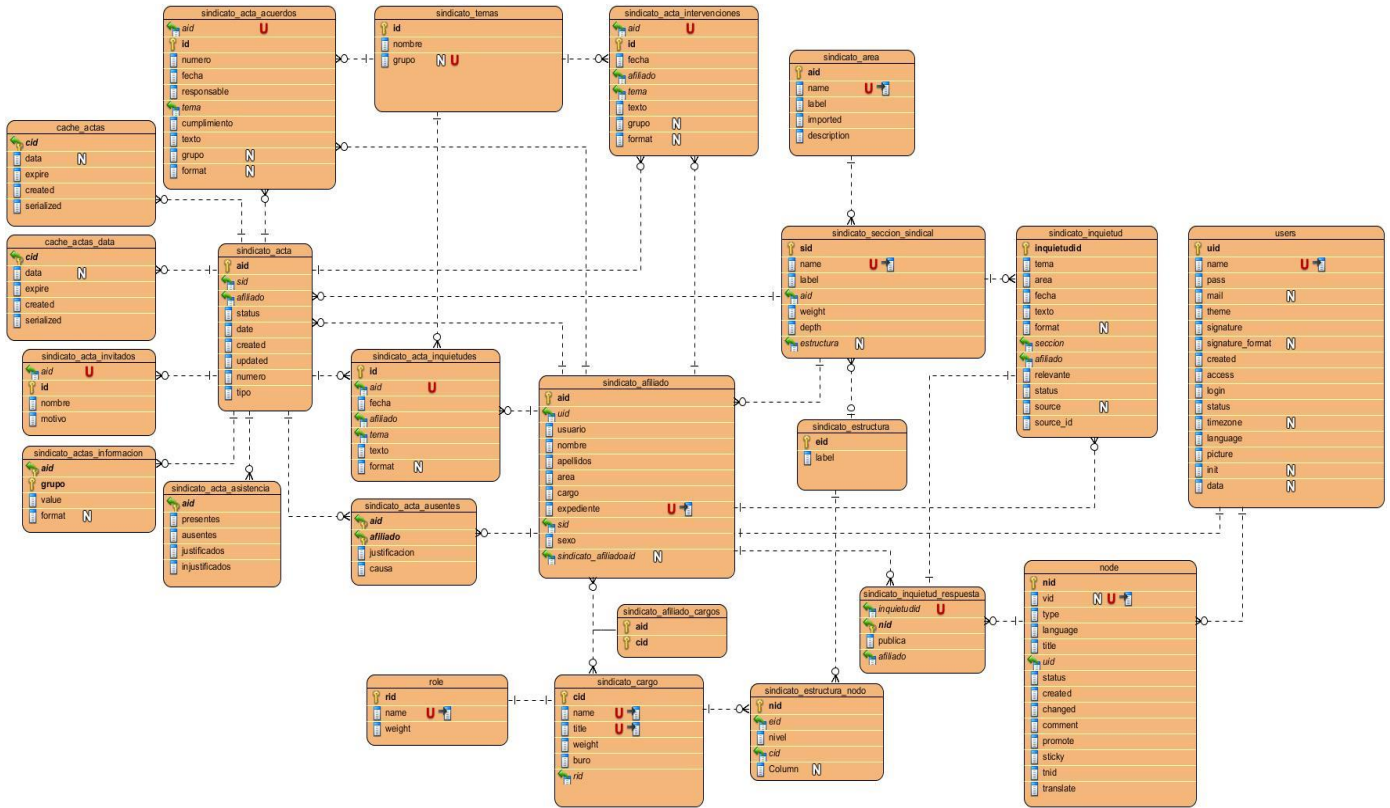 sindicato_acta_acuerdos
aid U
id
numero
fecha
responsable
tema
cumplimiento
texto
grupo N
format N
sindicato_temas
id
nombre
grupo N U
sindicato_acta_intervenciones
aid U
id
fecha
afiliado
tema
texto
grupo N
format N
sindicato_area
aid
name U
label
imported
description
cache_actas
cid
data N
expire
created
serialized
cache_actas_data
cid
data N
expire
created
serialized
sindicato_acta
aid
sid
afiliado
status
date
created
updated
numero
tipo
sindicato_seccion_sindical
sid
name U
label
aid
weight
depth
estructura N
sindicato_inquietud
inquietudid
tema
area
fecha
texto
format N
seccion
afiliado
relevante
status
source N
source_id
users
uid
name U
pass
mail N
theme
signature
signature_format N
created
access
login
status
timezone N
language
picture
init N
data N
sindicato_acta_invitados
aid U
id
nombre
motivo
sindicato_acta_inquietudes
id
aid U
fecha
afiliado
tema
texto
format N
sindicato_afiliado
aid
uid
usuario
nombre
apellidos
area
cargo
expediente U
sid
sexo
sindicato_afiliadoaid N
sindicato_estructura
eid
label
sindicato_actas_informacion
aid
grupo
value
format N
sindicato_acta_asistencia
aid
presentes
ausentes
justificados
injustificados
sindicato_acta_ausentes
aid
afiliado
justificacion
causa
sindicato_inquietud_respuesta
inquietudid U
nid
publica
afiliado
node
nid
vid N U
type
language
title
uid
status
created
changed
comment
promote
sticky
tnid
translate
sindicato_afiliado_cargos
aid
cid
role
rid
name U
weight
sindicato_cargo
cid
name U
title U
weight
buro
rid
sindicato_estructura_nodo
nid
eid
nivel
cid
Column N